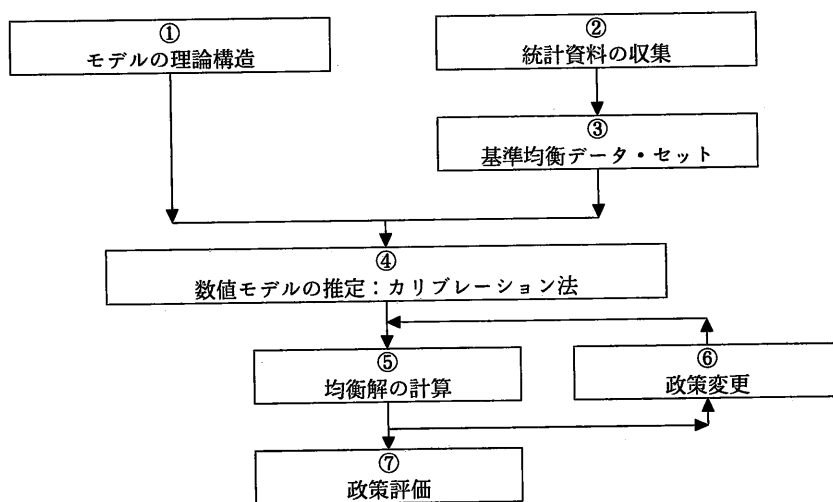 ①
モデルの理論構造
②
統計資料の収集
③
基準均衡データ・セット
④
数値モデルの推定：カリブレーション法
⑤
均衡解の計算
⑥
政策変更
⑦
政策評価